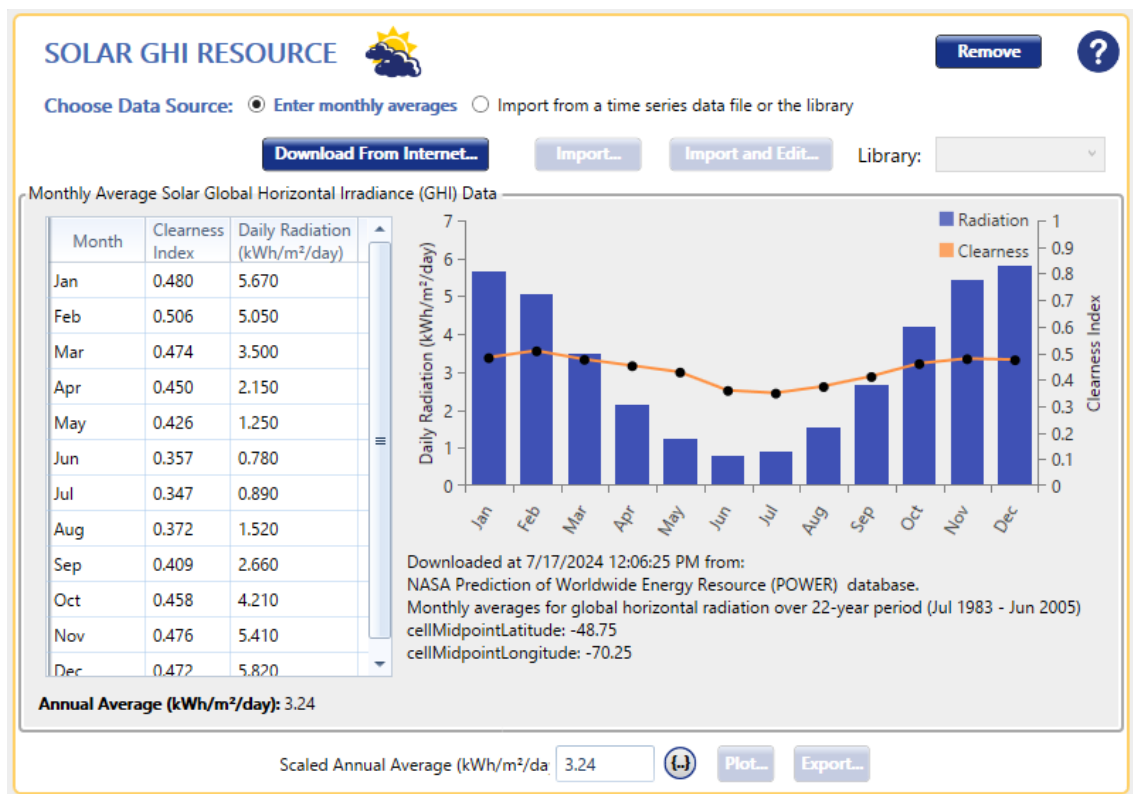 SOLAR GHI RESOURCE
Remove
?
Choose Data Source: Enter monthly averages Import from a time series data file or the library
Download From Internet... Import... Import and Edit... Library:
Monthly Average Solar Global Horizontal Irradiance (GHI) Data
Month Clearness Index Daily Radiation (kWh/m²/day)
Jan 0.480 5.670
Feb 0.506 5.050
Mar 0.474 3.500
Apr 0.450 2.150
May 0.426 1.250
Jun 0.357 0.780
Jul 0.347 0.890
Aug 0.372 1.520
Sep 0.409 2.660
Oct 0.458 4.210
Nov 0.476 5.410
Dec 0.472 5.820
Annual Average (kWh/m²/day): 3.24
Daily Radiation (kWh/m²/day)
7
6
5
4
3
2
1
0
Radiation
Clearness
1
0.9
0.8
0.7
0.6
0.5
0.4
0.3
0.2
0.1
0
Clearness Index
Jan Feb Mar Apr May Jun Jul Aug Sep Oct Nov Dec
Downloaded at 7/17/2024 12:06:25 PM from:
NASA Prediction of Worldwide Energy Resource (POWER) database.
Monthly averages for global horizontal radiation over 22-year period (Jul 1983 - Jun 2005)
cellMidpointLatitude: -48.75
cellMidpointLongitude: -70.25
Scaled Annual Average (kWh/m²/da 3.24 {..} Plot... Export...